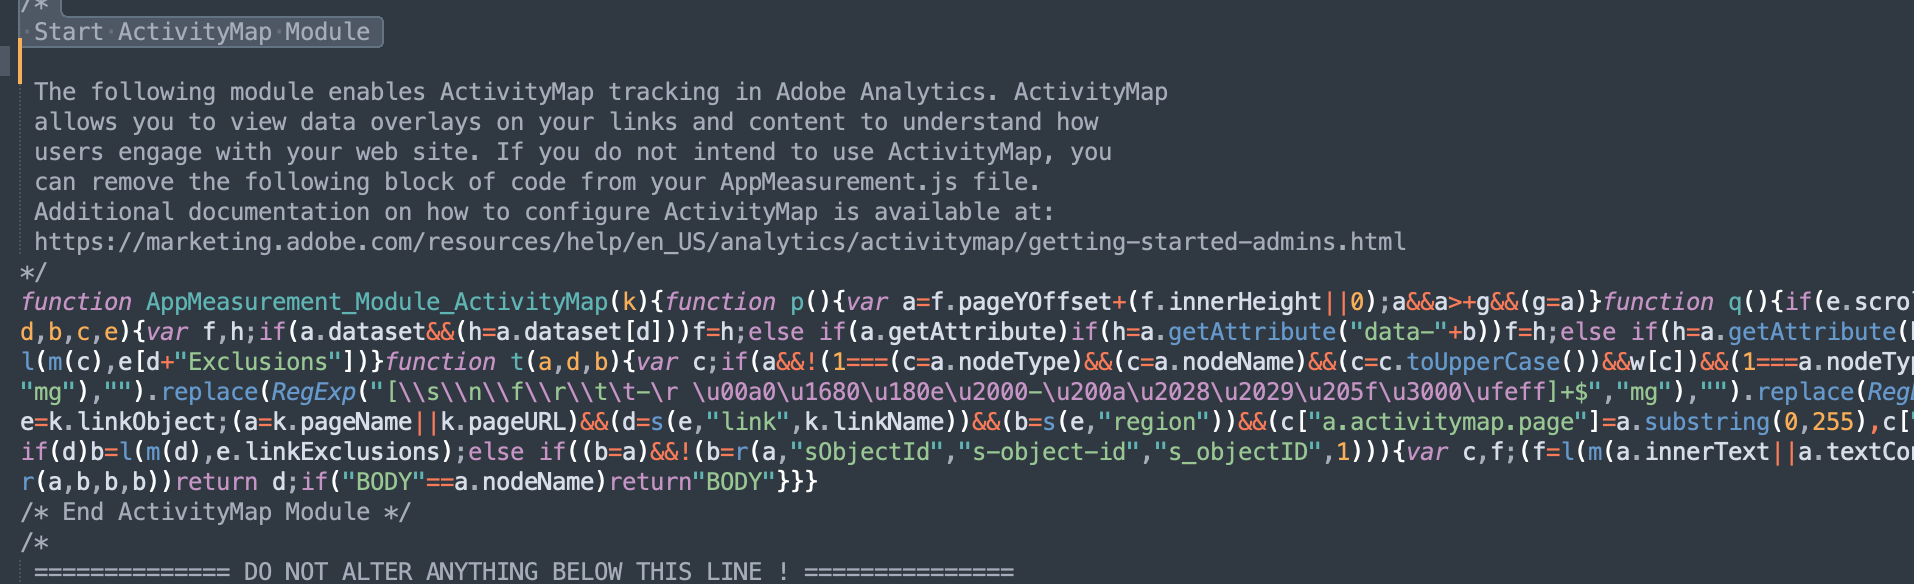 /*
Start ActivityMap Module
The following module enables ActivityMap tracking in Adobe Analytics. ActivityMap
allows you to view data overlays on your links and content to understand how
users engage with your web site. If you do not intend to use ActivityMap, you
can remove the following block of code from your AppMeasurement.js file.
Additional documentation on how to configure ActivityMap is available at:
https://marketing.adobe.com/resources/help/en_US/analytics/activitymap/getting-started-admins.html
*/
function AppMeasurement_Module_ActivityMap(k){function p(){var a=f.pageYOffset+(f.innerHeight||0);a&&a>+g&&(g=a)}function q(){if(e.scro
d,b,c,e){var f,h;if(a.dataset&&(h=a.dataset[d]))f=h;else if(a.getAttribute)if(h=a.getAttribute("data-"+b))f=h;else if(h=a.getAttribute(
l(m(c),e[d+"Exclusions"])}function t(a,d,b){var c;if(a&&!(1===(c=a.nodeType)&&(c=a.nodeName)&&(c=c.toUpperCase())&&w[c])&&(1===a.nodeTyp
"mg"),"").replace(RegExp("[\\s\\n\\f\\r\\t\t-\r \u00a0\u1680\u180e\u2000-\u200a\u2028\u2029\u205f\u3000\ufeff]+$","mg"),"").replace(Reg
e=k.linkObject;(a=k.pageName||k.pageURL)&&(d=s(e,"link",k.linkName))&&(b=s(e,"region"))&&(c["a.activitymap.page"]=a.substring(0,255),c["
if(d)b=l(m(d),e.linkExclusions);else if((b=a)&&!(b=r(a,"sObjectId","s-object-id","s_objectID",1))){var c,f;(f=l(m(a.innerText||a.textCon
r(a,b,b,b))return d;if("BODY"==a.nodeName)return"BODY"}}}
/* End ActivityMap Module */
/*
============== DO NOT ALTER ANYTHING BELOW THIS LINE ! ===============